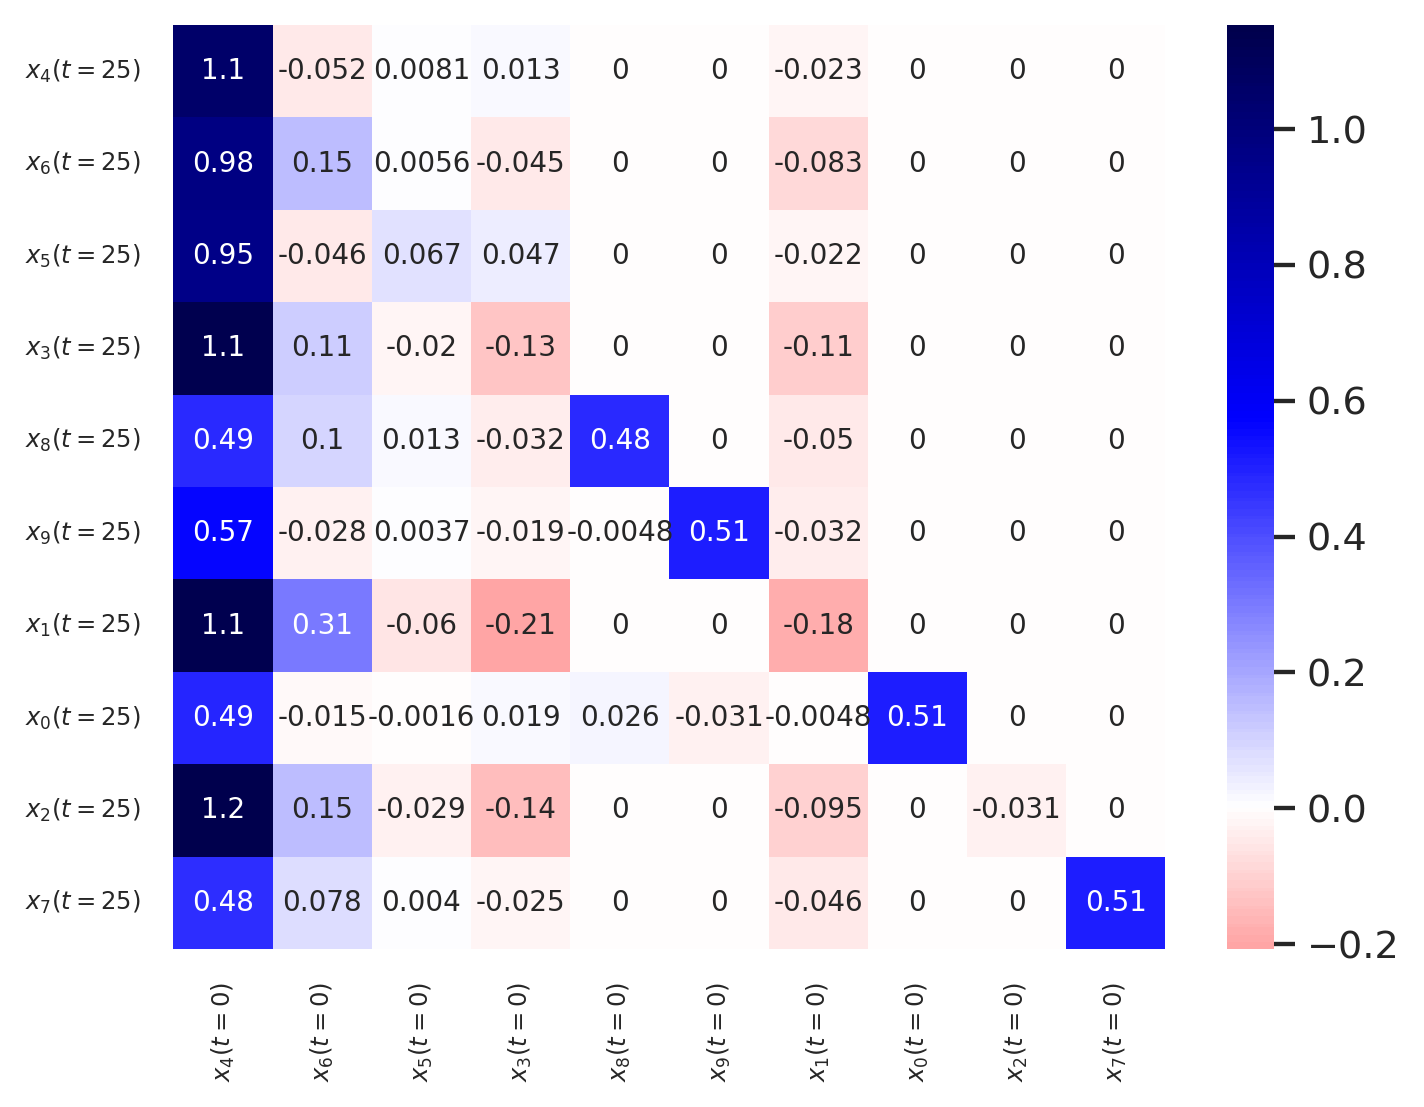 x₄(t = 25) 1.1 -0.052 0.0081 0.013 0 0 -0.023 0 0 0
x₆(t = 25) 0.98 0.15 0.0056 -0.045 0 0 -0.083 0 0 0
x₅(t = 25) 0.95 -0.046 0.067 0.047 0 0 -0.022 0 0 0
x₃(t = 25) 1.1 0.11 -0.02 -0.13 0 0 -0.11 0 0 0
x₈(t = 25) 0.49 0.1 0.013 -0.032 0.48 0 -0.05 0 0 0
x₉(t = 25) 0.57 -0.028 0.0037 -0.019 -0.0048 0.51 -0.032 0 0 0
x₁(t = 25) 1.1 0.31 -0.06 -0.21 0 0 -0.18 0 0 0
x₀(t = 25) 0.49 -0.015 -0.0016 0.019 0.026 -0.031 -0.0048 0.51 0 0
x₂(t = 25) 1.2 0.15 -0.029 -0.14 0 0 -0.095 0 -0.031 0
x₇(t = 25) 0.48 0.078 0.004 -0.025 0 0 -0.046 0 0 0.51
x₄(t = 0)
x₆(t = 0)
x₅(t = 0)
x₃(t = 0)
x₈(t = 0)
x₉(t = 0)
x₁(t = 0)
x₀(t = 0)
x₂(t = 0)
x₇(t = 0)
1.0
0.8
0.6
0.4
0.2
0.0
−0.2